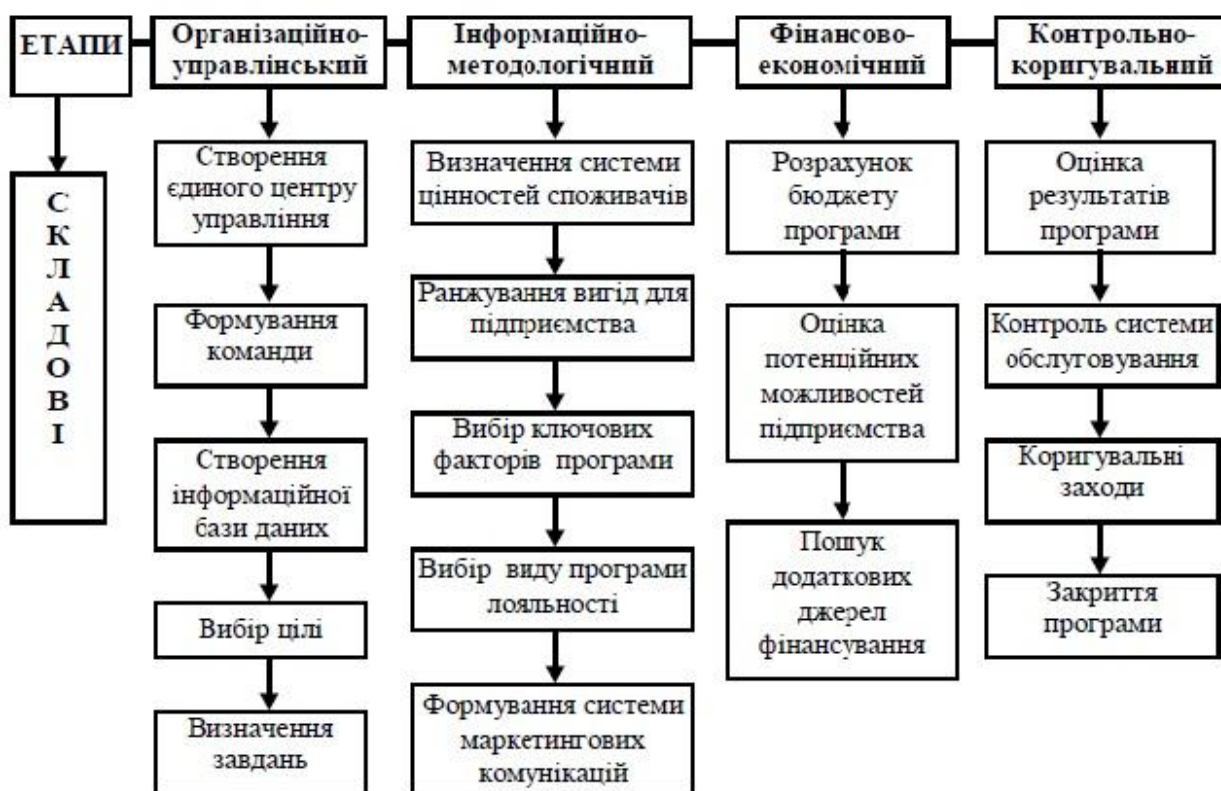 ЕТАПИ
Організаційно-
управлінський
Інформаційно-
методологічний
Фінансово-
економічний
Контрольно-
коригувальний
С
К
Л
А
Д
О
В
І
Створення
єдиного центру
управління
Формування
команди
Створення
інформаційної
бази даних
Вибір цілі
Визначення
завдань
Визначення системи
цінностей споживачів
Ранжування вигід для
підприємства
Вибір ключових
факторів програми
Вибір виду програми
лояльності
Формування системи
маркетингових
комунікацій
Розрахунок
бюджету
програми
Оцінка
потенційних
можливостей
підприємства
Пошук
додаткових
джерел
фінансування
Оцінка
результатів
програми
Контроль системи
обслуговування
Коригувальні
заходи
Закриття
програми